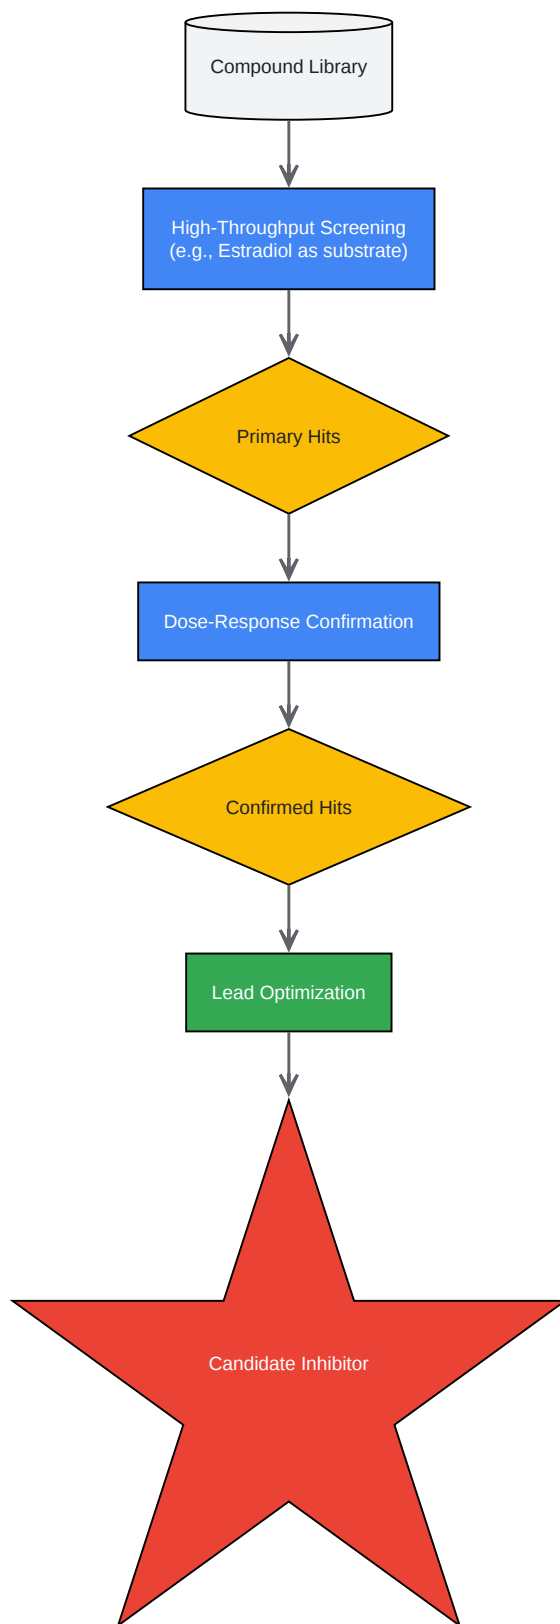 Compound Library
High-Throughput Screening
(e.g., Estradiol as substrate)
Primary Hits
Dose-Response Confirmation
Confirmed Hits
Lead Optimization
Candidate Inhibitor